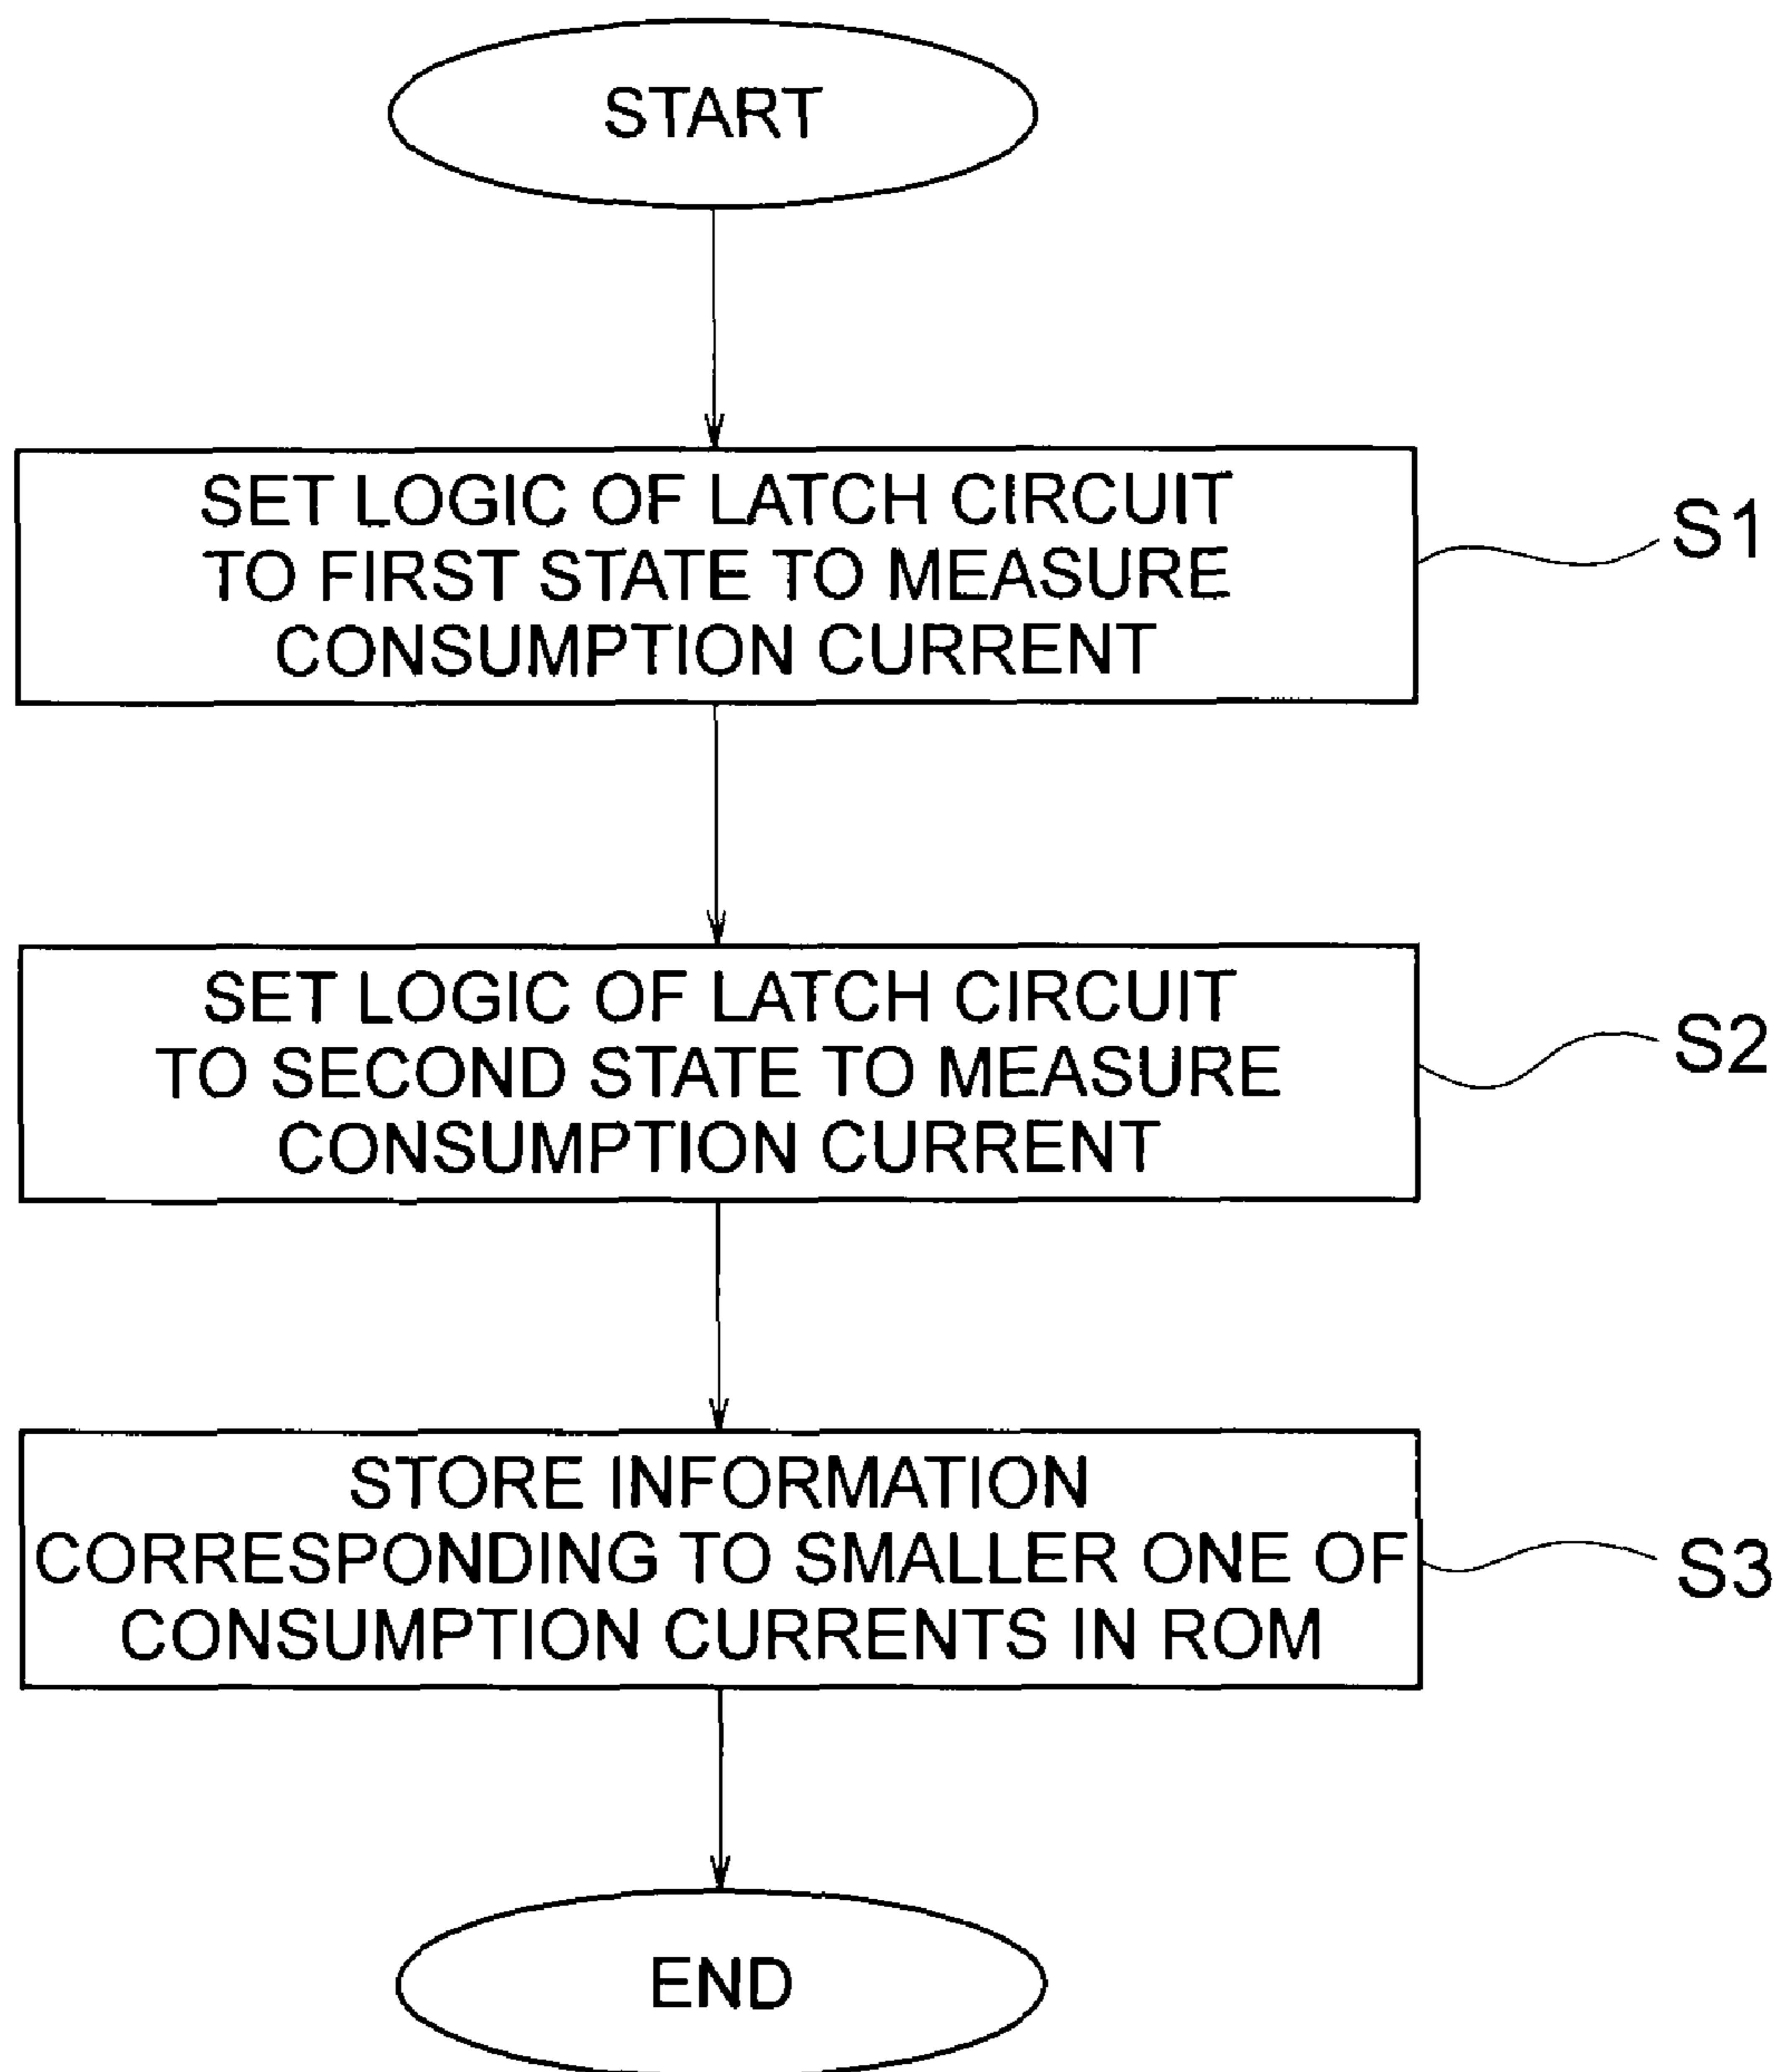 START
SET LOGIC OF LATCH CIRCUIT
TO FIRST STATE TO MEASURE
CONSUMPTION CURRENT
S1
SET LOGIC OF LATCH CIRCUIT
TO SECOND STATE TO MEASURE
CONSUMPTION CURRENT
S2
STORE INFORMATION
CORRESPONDING TO SMALLER ONE OF
CONSUMPTION CURRENTS IN ROM
S3
END